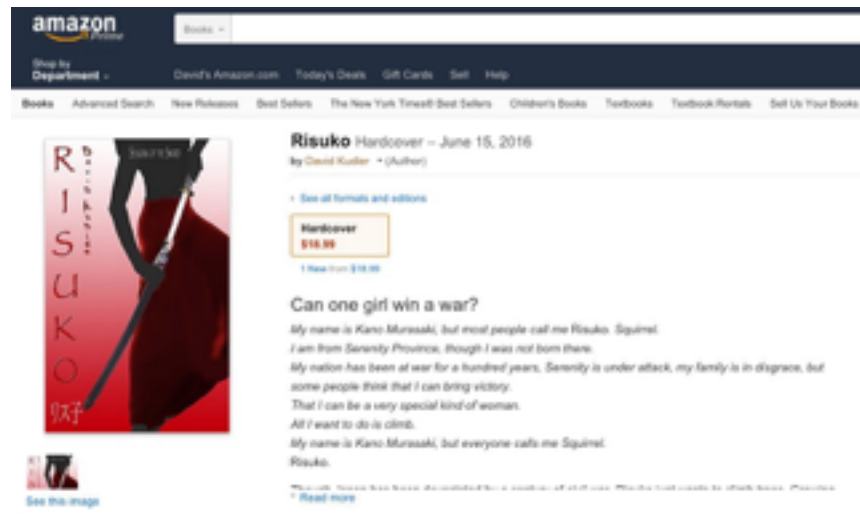 amazon
Prime
Books
Shop by
Department
David's Amazon.com Today's Deals Gift Cards Sell Help
Books Advanced Search New Releases Best Sellers The New York Times® Best Sellers Children's Books Textbooks Textbook Rentals Sell Us Your Books
RISUKO
リス子
Risuko Hardcover – June 15, 2016
by David Kudler (Author)
See all formats and editions
Hardcover
$18.99
1 New from $18.99
Can one girl win a war?
My name is Kano Murasaki, but most people call me Risuko. Squirrel.
I am from Serenity Province, though I was not born there.
My nation has been at war for a hundred years, Serenity is under attack, my family is in disgrace, but
some people think that I can bring victory.
That I can be a very special kind of woman.
All I want to do is climb.
My name is Kano Murasaki, but everyone calls me Squirrel.
Risuko.
Read more
See this image